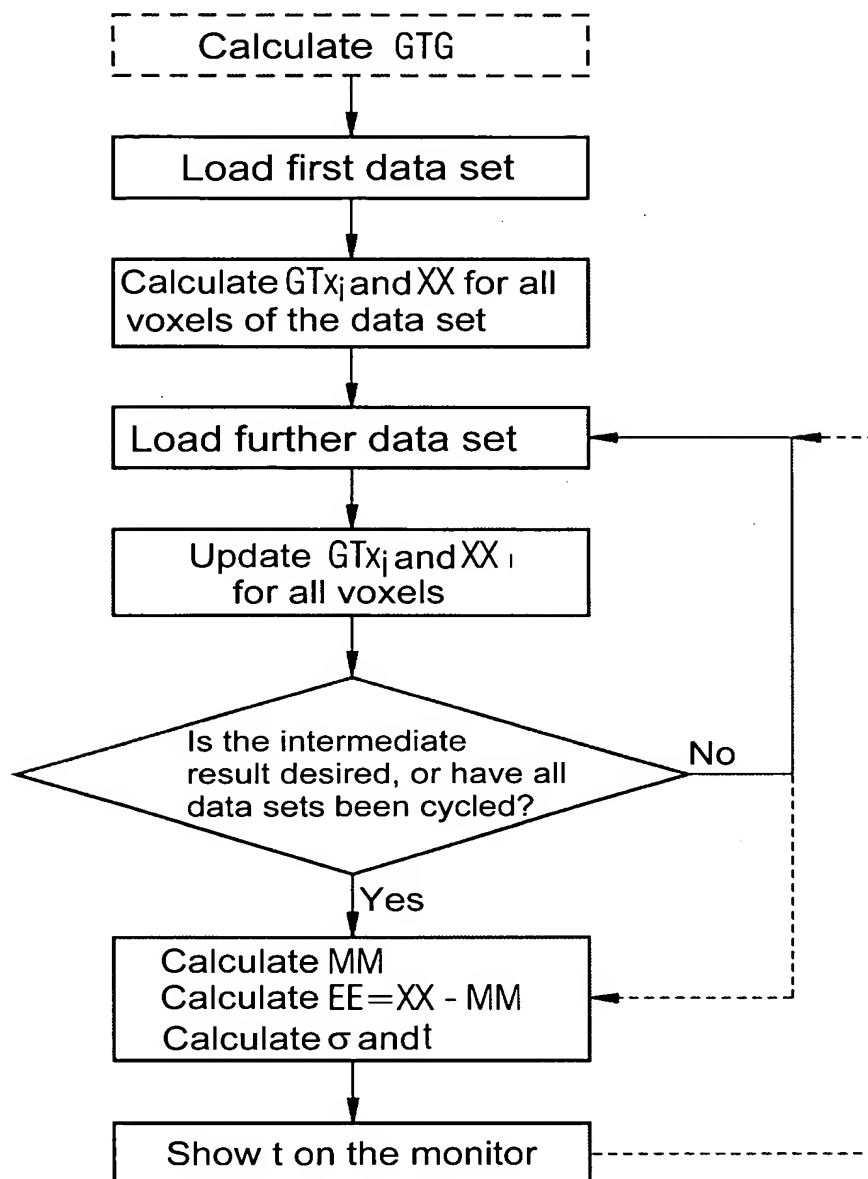 Calculate GTG
Load first data set
Calculate GTxj and XX for all
voxels of the data set
Load further data set
Update GTxj and XX
for all voxels
Is the intermediate
result desired, or have all
data sets been cycled?
No
Yes
Calculate MM
Calculate EE=XX - MM
Calculate σ and t
Show t on the monitor